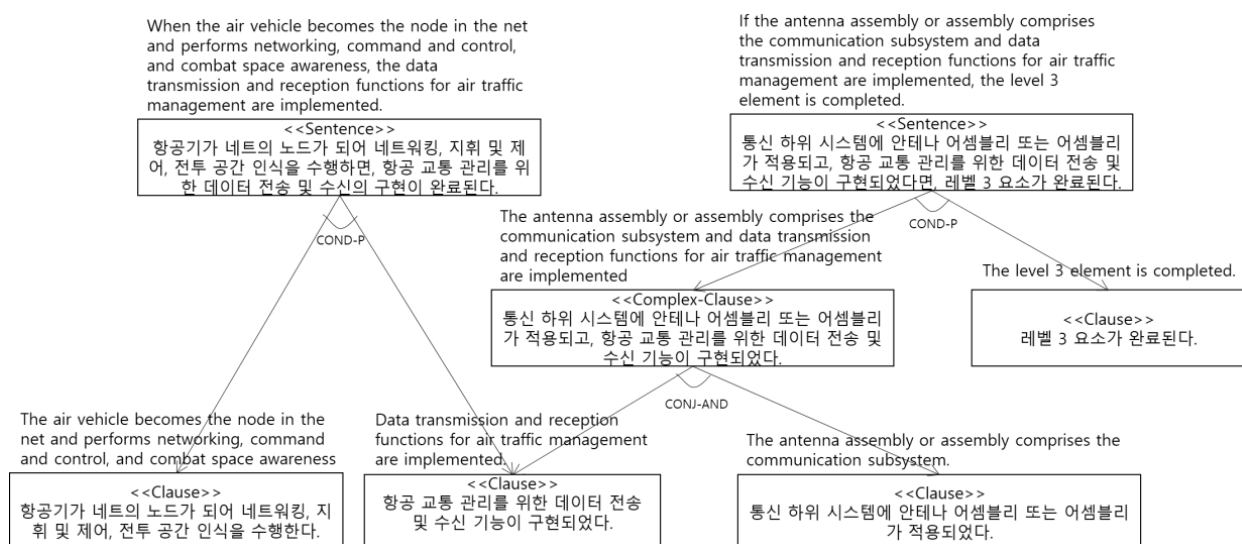 When the air vehicle becomes the node in the net
and performs networking, command and control,
and combat space awareness, the data
transmission and reception functions for air traffic
management are implemented.
<<Sentence>>
항공기가 네트의 노드가 되어 네트워킹, 지휘 및 제
어, 전투 공간 인식을 수행하면, 항공 교통 관리를 위
한 데이터 전송 및 수신의 구현이 완료된다.
COND-P
If the antenna assembly or assembly comprises
the communication subsystem and data
transmission and reception functions for air traffic
management are implemented, the level 3
element is completed.
<<Sentence>>
통신 하위 시스템에 안테나 어셈블리 또는 어셈블리
가 적용되고, 항공 교통 관리를 위한 데이터 전송 및
수신 기능이 구현되었다면, 레벨 3 요소가 완료된다.
COND-P
The antenna assembly or assembly comprises the
communication subsystem and data transmission
and reception functions for air traffic management
are implemented
<<Complex-Clause>>
통신 하위 시스템에 안테나 어셈블리 또는 어셈블리
가 적용되고, 항공 교통 관리를 위한 데이터 전송 및
수신 기능이 구현되었다.
CONJ-AND
The level 3 element is completed.
<<Clause>>
레벨 3 요소가 완료된다.
The air vehicle becomes the node in the
net and performs networking, command
and control, and combat space awareness
<<Clause>>
항공기가 네트의 노드가 되어 네트워킹, 지
휘 및 제어, 전투 공간 인식을 수행한다.
Data transmission and reception
functions for air traffic management
are implemented.
<<Clause>>
항공 교통 관리를 위한 데이터 전송
및 수신 기능이 구현되었다.
The antenna assembly or assembly comprises the
communication subsystem.
<<Clause>>
통신 하위 시스템에 안테나 어셈블리 또는 어셈블리
가 적용되었다.